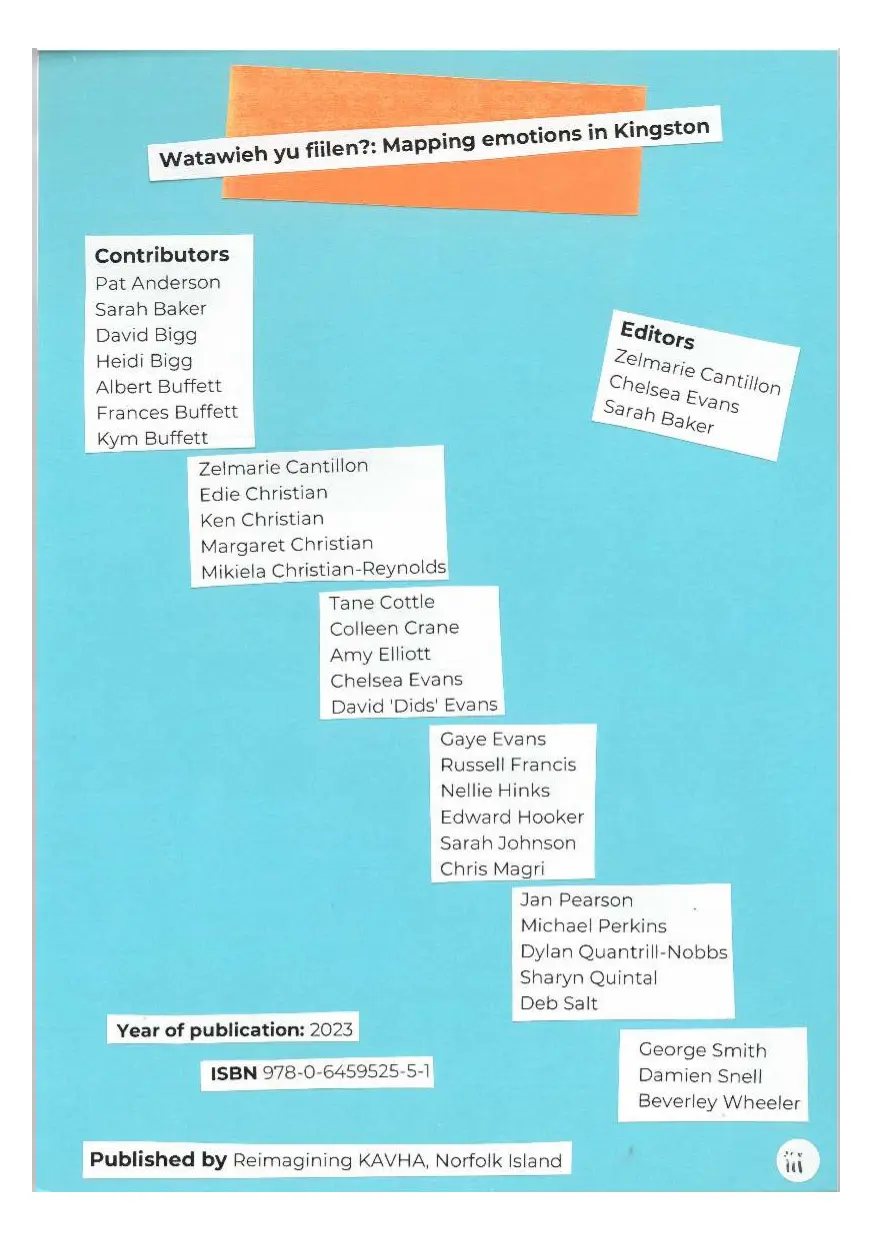 Watawieh yu fiilen?: Mapping emotions in Kingston
Contributors
Pat Anderson
Sarah Baker
David Bigg
Heidi Bigg
Albert Buffett
Frances Buffett
Kym Buffett
Editors
Zelmarie Cantillon
Chelsea Evans
Sarah Baker
Zelmarie Cantillon
Edie Christian
Ken Christian
Margaret Christian
Mikiela Christian-Reynolds
Tane Cottle
Colleen Crane
Amy Elliott
Chelsea Evans
David 'Dids' Evans
Gaye Evans
Russell Francis
Nellie Hinks
Edward Hooker
Sarah Johnson
Chris Magri
Jan Pearson
Michael Perkins
Dylan Quantrill-Nobbs
Sharyn Quintal
Deb Salt
George Smith
Damien Snell
Beverley Wheeler
Year of publication: 2023
ISBN 978-0-6459525-5-1
Published by Reimagining KAVHA, Norfolk Island